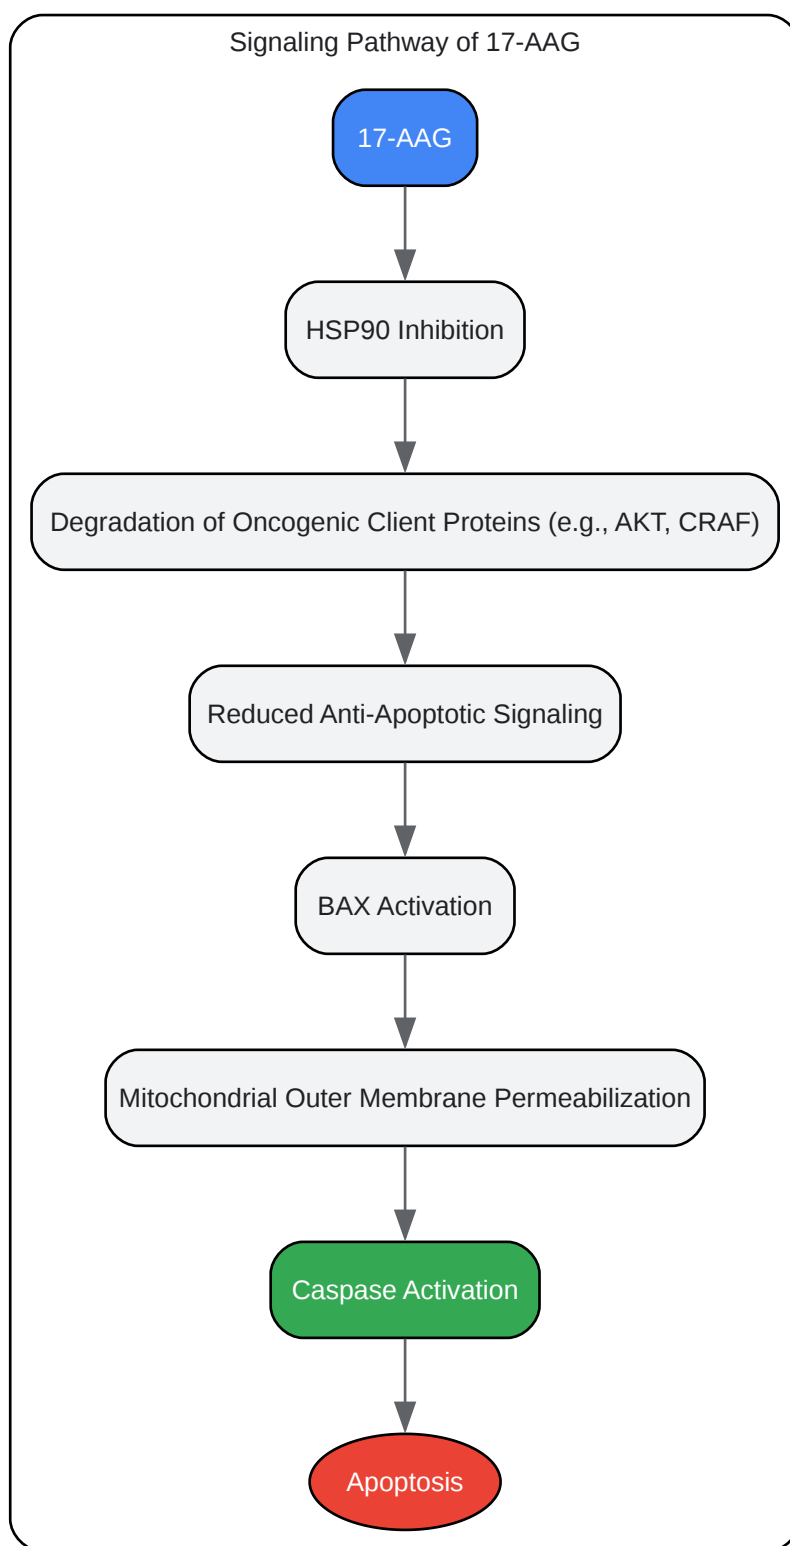 Signaling Pathway of 17-AAG
17-AAG
HSP90 Inhibition
Degradation of Oncogenic Client Proteins (e.g., AKT, CRAF)
Reduced Anti-Apoptotic Signaling
BAX Activation
Mitochondrial Outer Membrane Permeabilization
Caspase Activation
Apoptosis